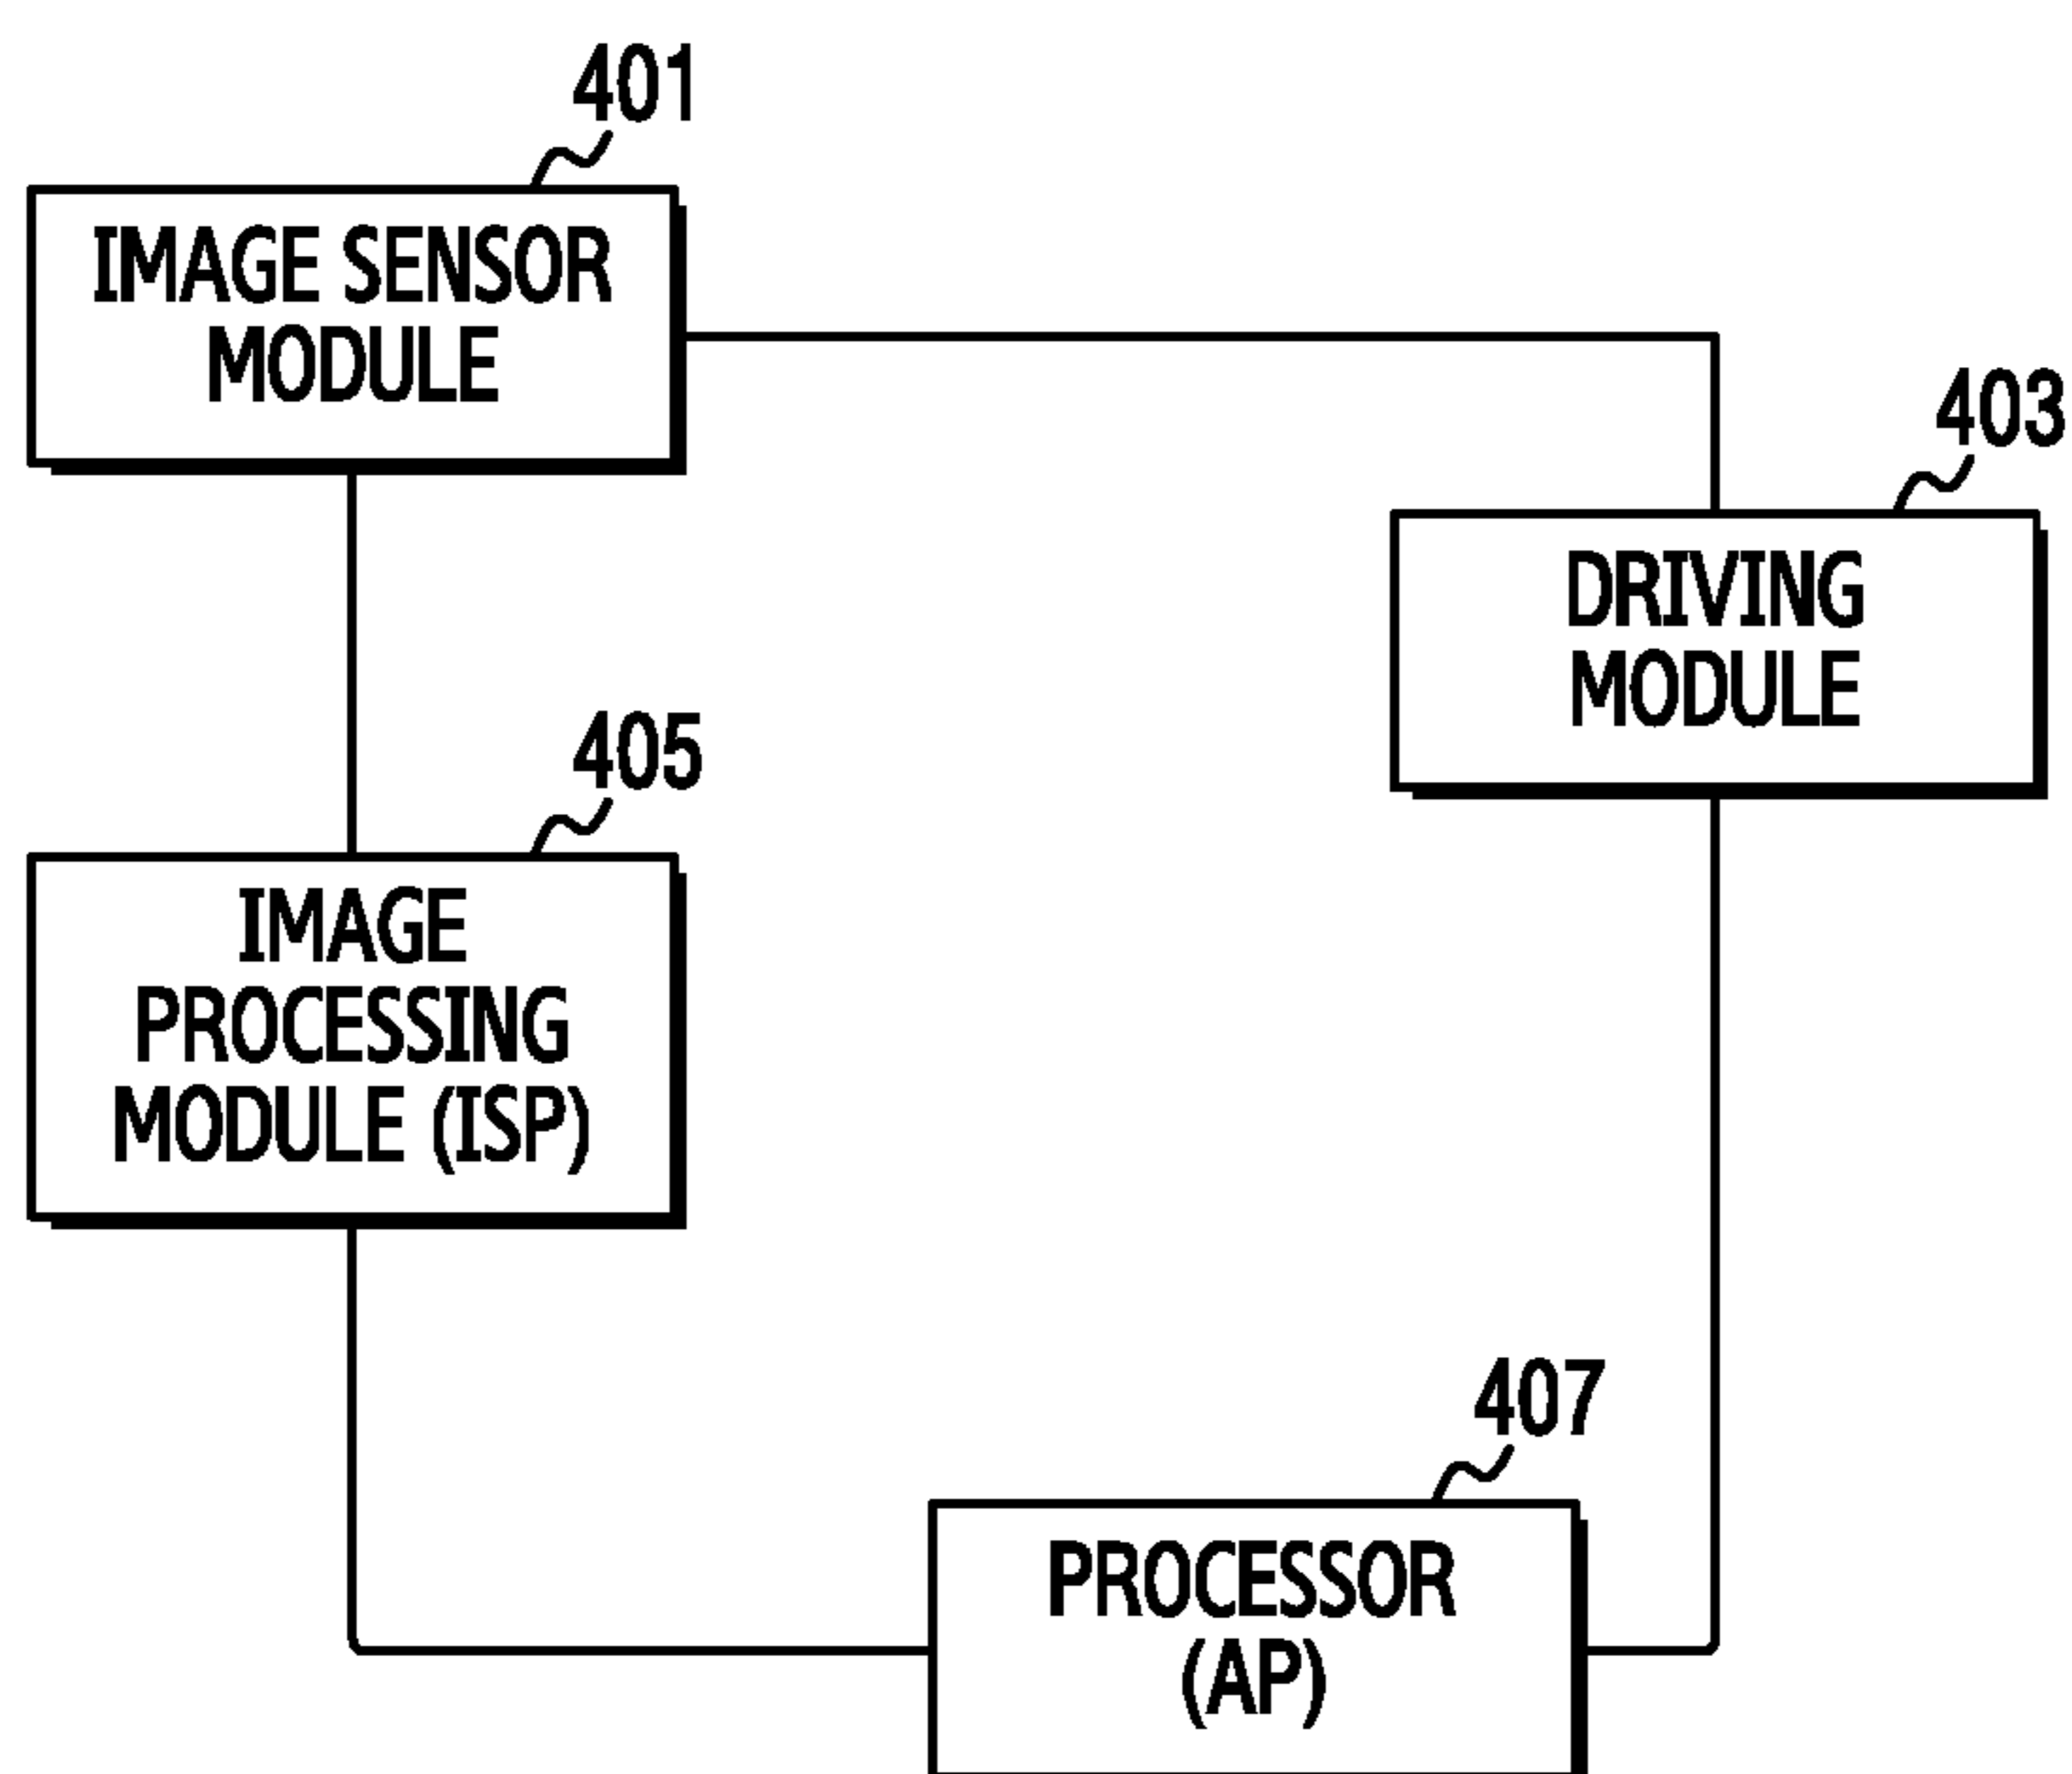 401
IMAGE SENSOR
MODULE
403
DRIVING
MODULE
405
IMAGE
PROCESSING
MODULE (ISP)
407
PROCESSOR
(AP)